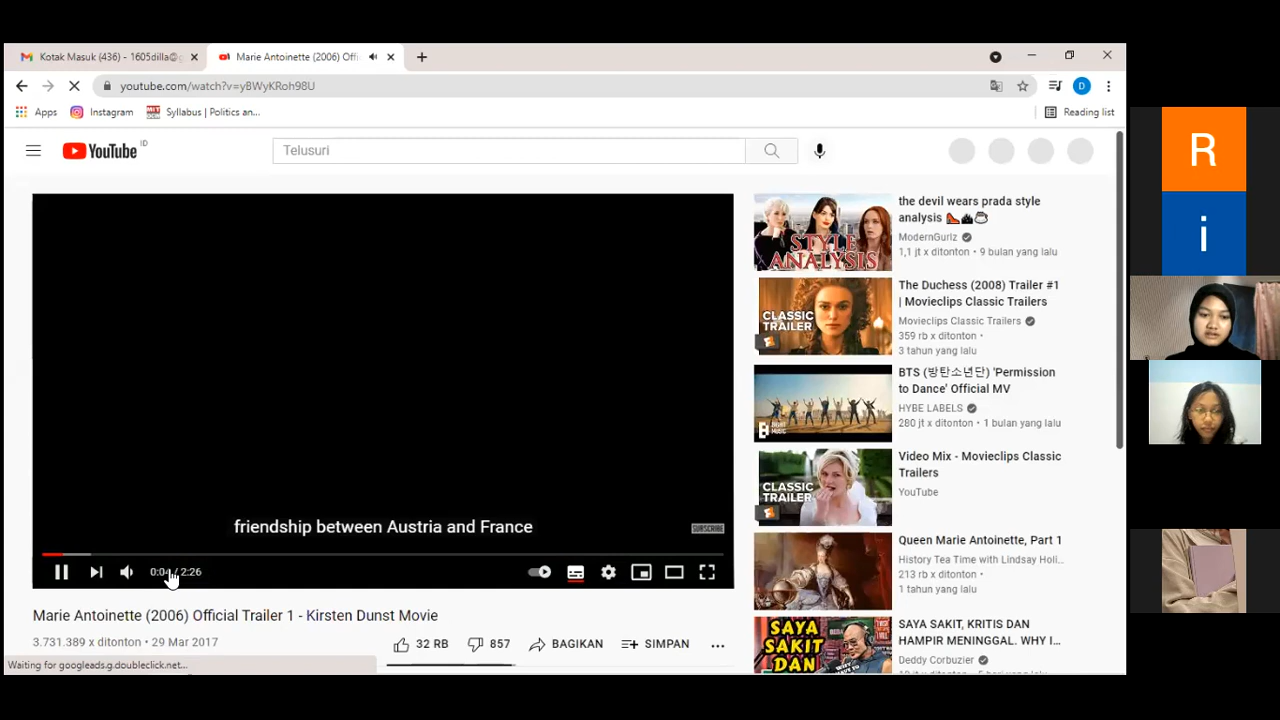 Kotak Masuk (436) - 1605dilla@g
Marie Antoinette (2006) Offi
youtube.com/watch?v=yBWyKRoh98U
Apps
Instagram
Syllabus | Politics an...
Reading list
YouTube ID
Telusuri
friendship between Austria and France
SUBSCRIBE
0:04 / 2:26
Marie Antoinette (2006) Official Trailer 1 - Kirsten Dunst Movie
3.731.389 x ditonton • 29 Mar 2017
32 RB
857
BAGIKAN
SIMPAN
Waiting for googleads.g.doubleclick.net...
STYLE
ANALYSIS
the devil wears prada style
analysis
ModernGurlz
1,1 jt x ditonton • 9 bulan yang lalu
CLASSIC
TRAILER
The Duchess (2008) Trailer #1
| Movieclips Classic Trailers
Movieclips Classic Trailers
359 rb x ditonton •
3 tahun yang lalu
BTS (방탄소년단) 'Permission
to Dance' Official MV
HYBE LABELS
280 jt x ditonton • 1 bulan yang lalu
CLASSIC
TRAILER
Video Mix - Movieclips Classic
Trailers
YouTube
Queen Marie Antoinette, Part 1
History Tea Time with Lindsay Holi...
213 rb x ditonton •
1 tahun yang lalu
SAYA
SAKIT
DAN
SAYA SAKIT, KRITIS DAN
HAMPIR MENINGGAL. WHY I...
Deddy Corbuzier
R
i
D